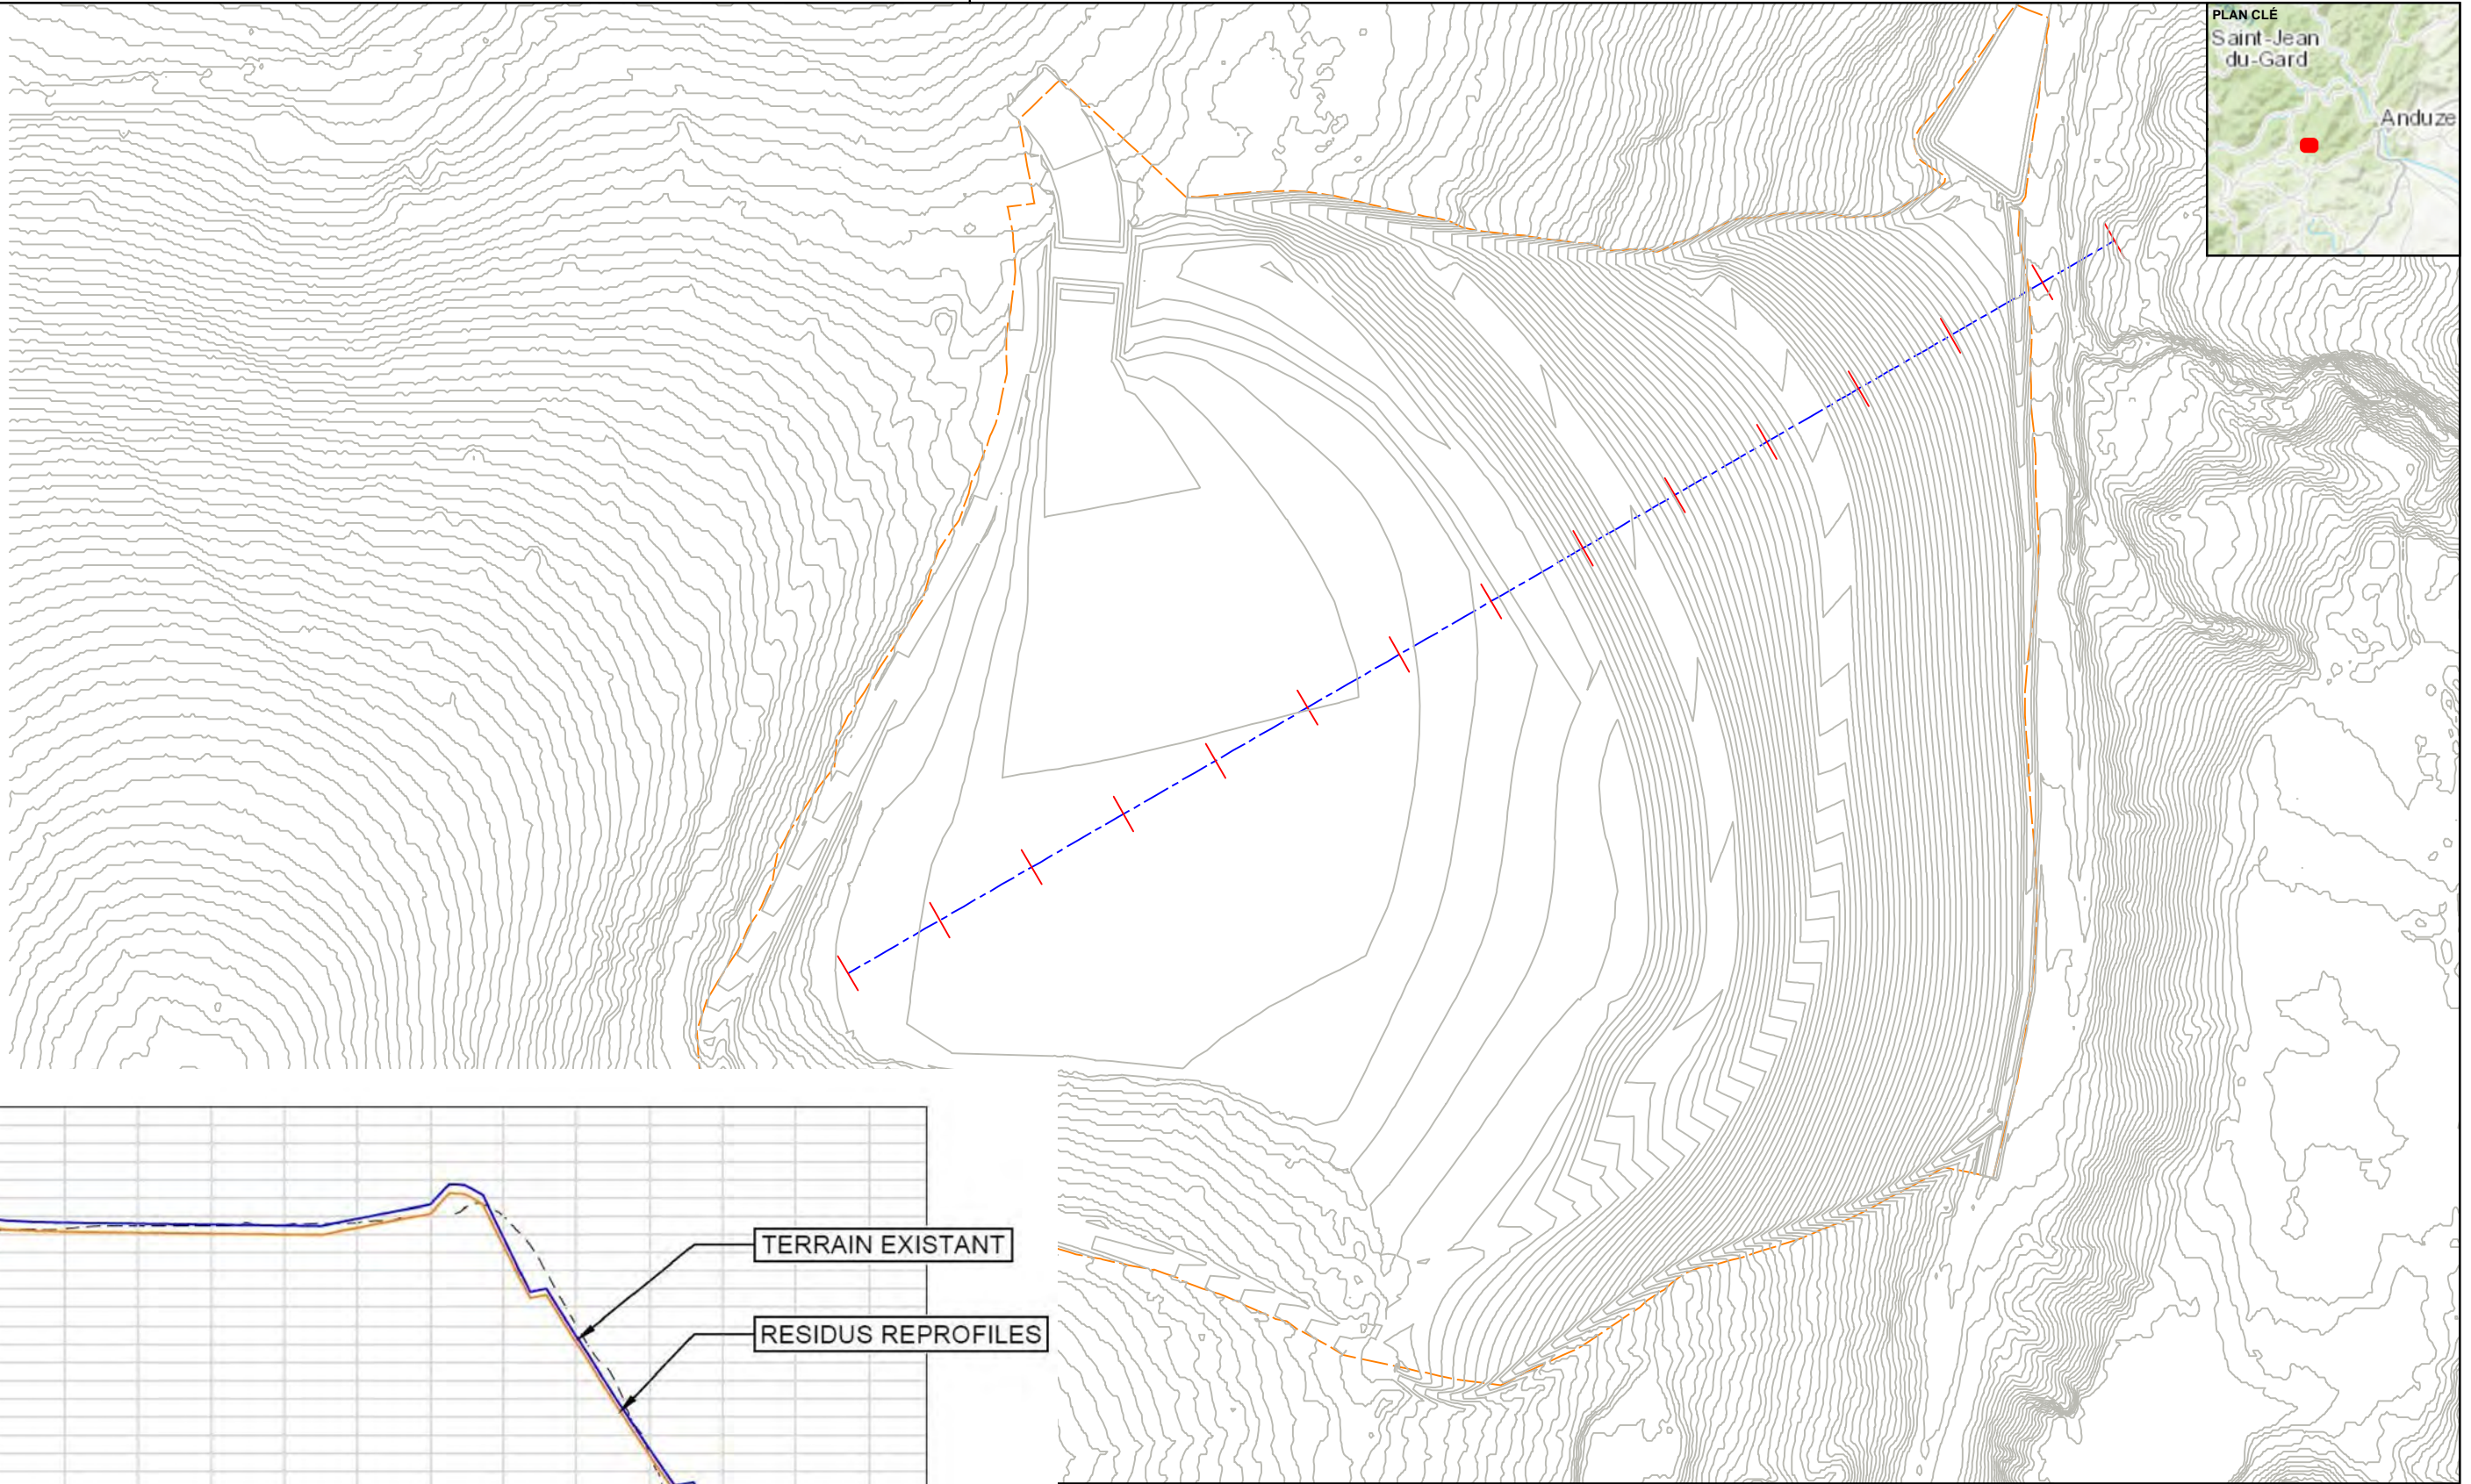 PLAN CLÉ
Saint-Jean
du-Gard
Anduze
TERRAIN EXISTANT
RESIDUS REPROFILES